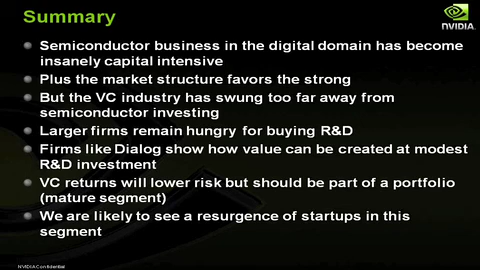 Summary
NVIDIA.
Semiconductor business in the digital domain has become
insanely capital intensive
Plus the market structure favors the strong
But the VC industry has swung too far away from
semiconductor investing
Larger firms remain hungry for buying R&D
Firms like Dialog show how value can be created at modest
R&D investment
VC returns will lower risk but should be part of a portfolio
(mature segment)
We are likely to see a resurgence of startups in this
segment
NVIDIA Confidential